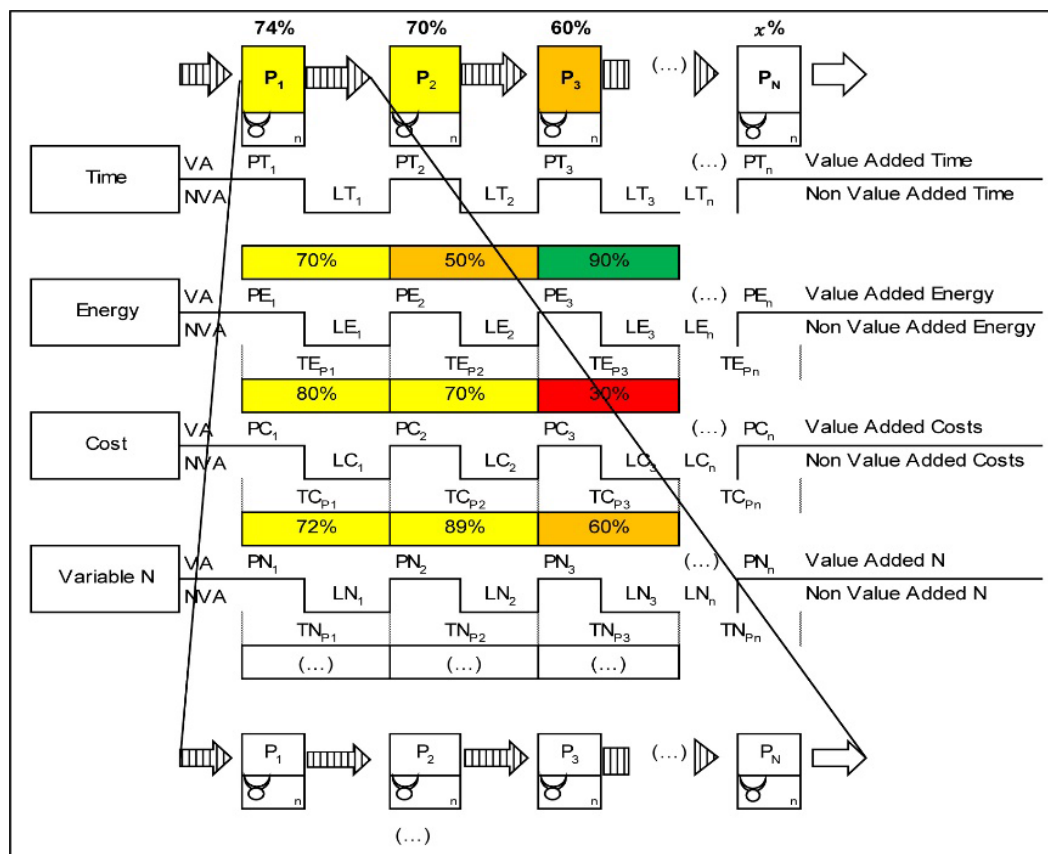 74% 70% 60% x%
P1 P2 P3 (...) PN
n n n n
VA PT1 PT2 PT3 (...) PTn Value Added Time
Time
NVA LT1 LT2 LT3 LTn Non Value Added Time
70% 50% 90%
VA PE1 PE2 PE3 (...) PEn Value Added Energy
Energy
NVA LE1 LE2 LE3 LEn Non Value Added Energy
TEP1 TEP2 TEP3 TEPn
80% 70% 30%
VA PC1 PC2 PC3 (...) PCn Value Added Costs
Cost
NVA LC1 LC2 LC3 LCn Non Value Added Costs
TCP1 TCP2 TCP3 TCPn
72% 89% 60%
VA PN1 PN2 PN3 (...) PNn Value Added N
Variable N
NVA LN1 LN2 LN3 LNn Non Value Added N
TNP1 TNP2 TNP3 TNPn
(...) (...) (...)
P1 P2 P3 (...) PN
n n n n
(...)